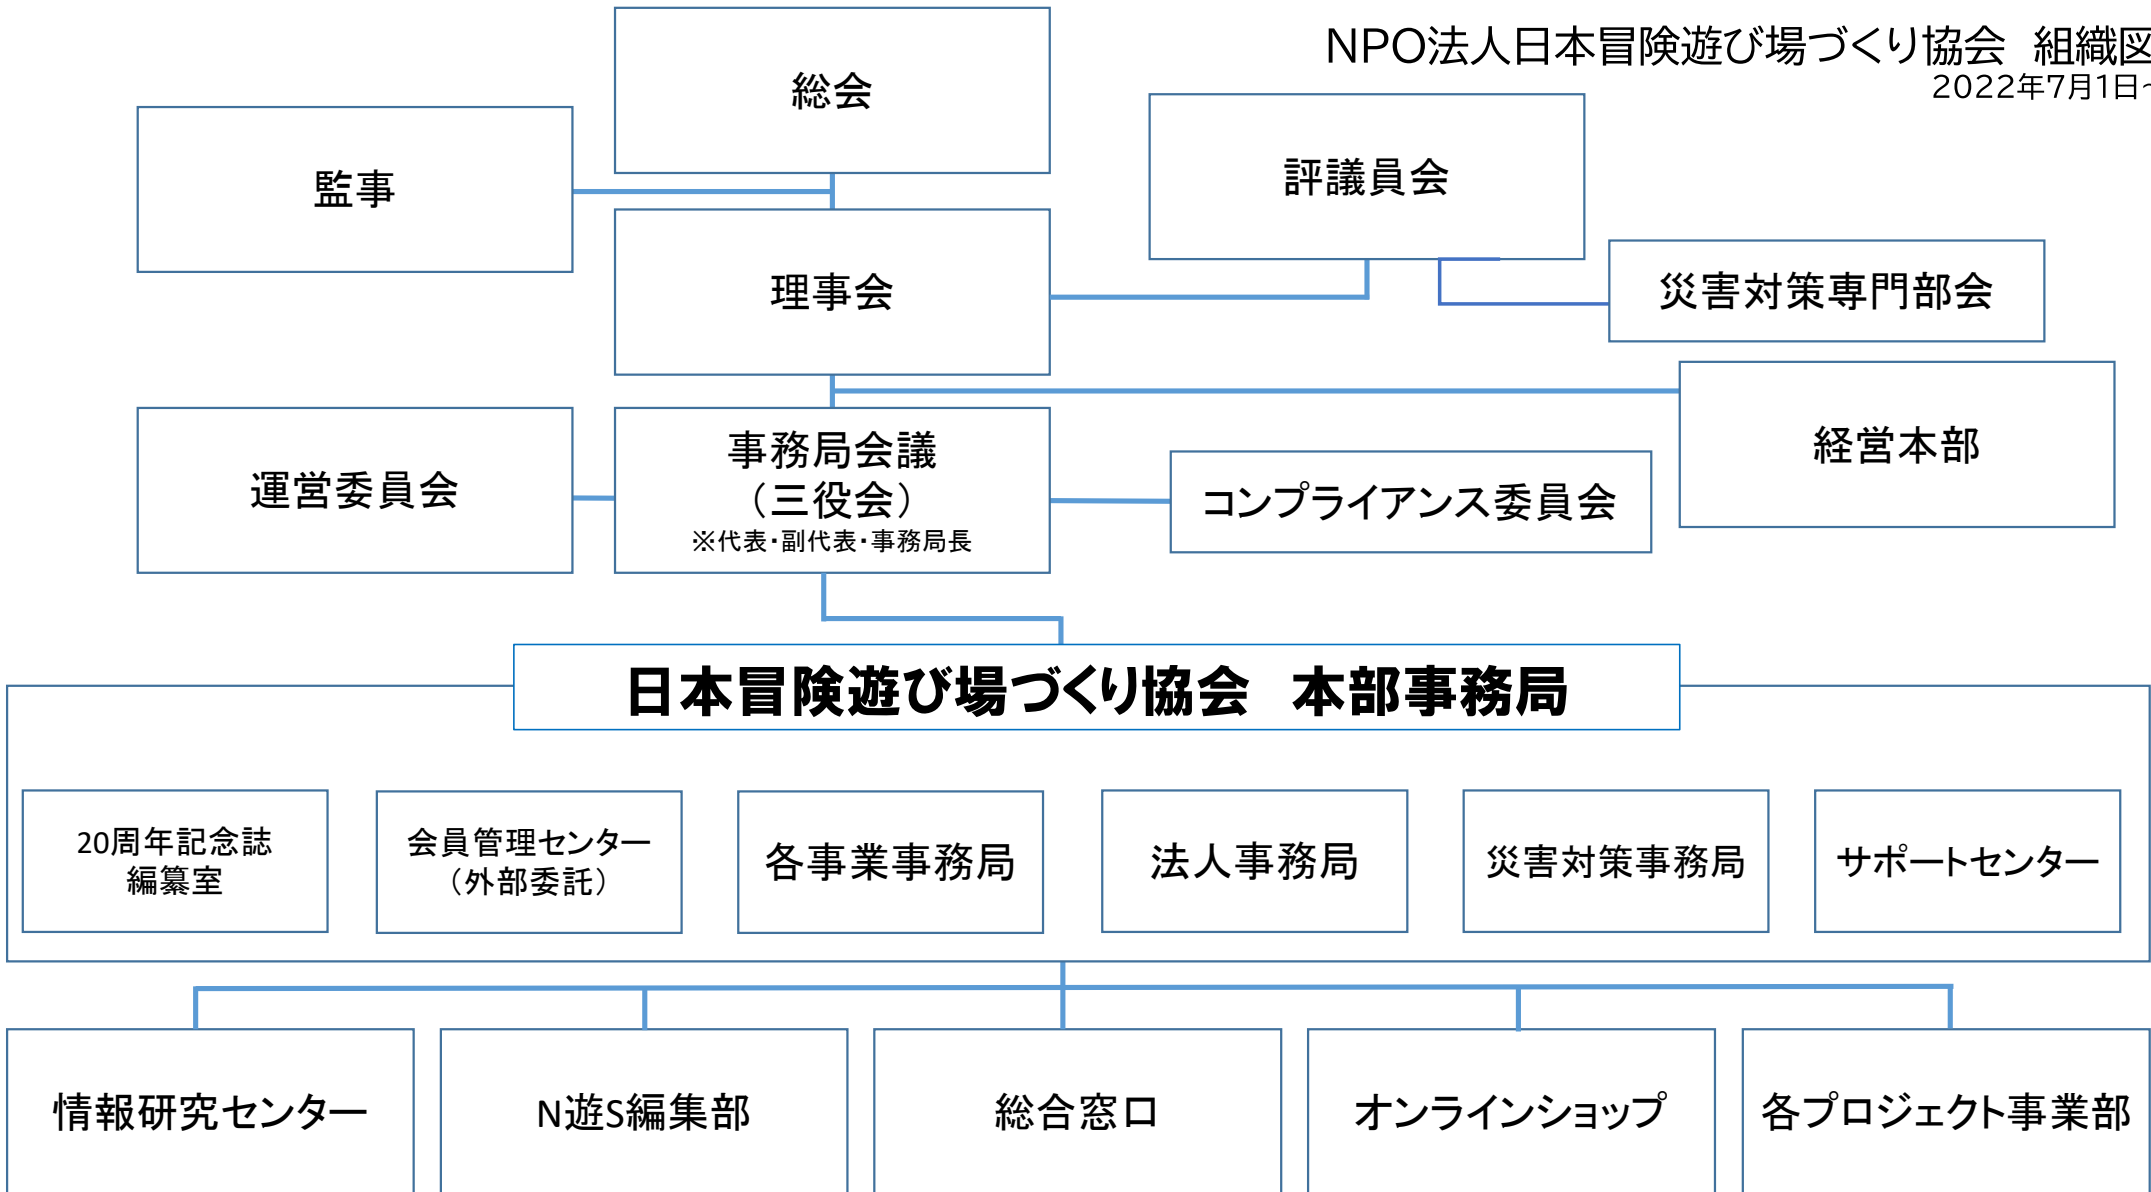 NPO法人日本冒険遊び場づくり協会　組織図
2022年7月1日~
総会
監事
評議員会
理事会
災害対策専門部会
経営本部
運営委員会
事務局会議
（三役会）
※代表・副代表・事務局長
コンプライアンス委員会
日本冒険遊び場づくり協会　本部事務局
20周年記念誌
編纂室
会員管理センター
（外部委託）
各事業事務局
法人事務局
災害対策事務局
サポートセンター
情報研究センター
N遊S編集部
総合窓口
オンラインショップ
各プロジェクト事業部